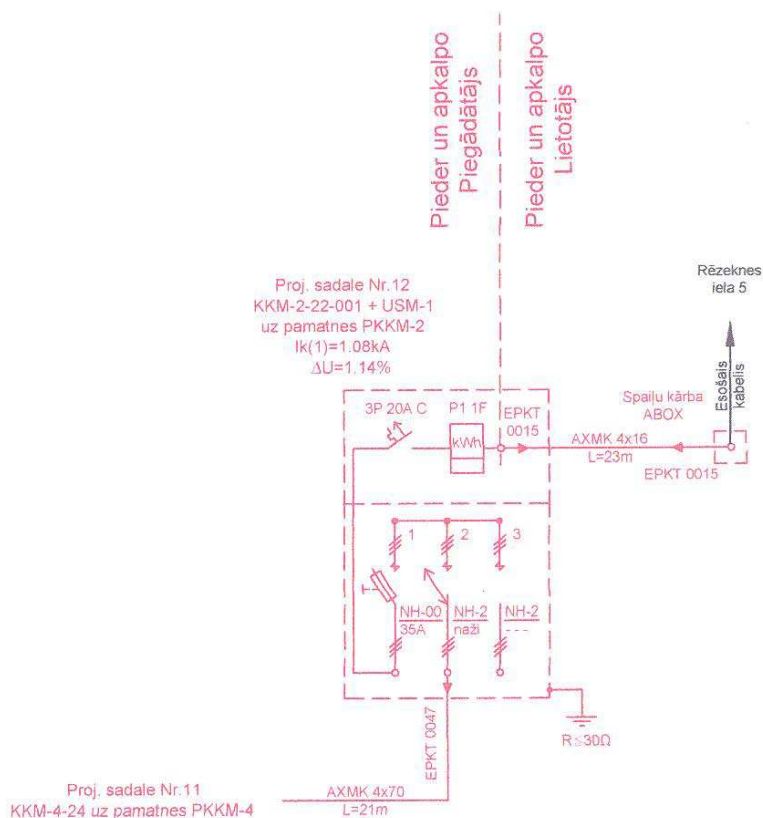 Pieder un apkalpo
Piegādātājs
Pieder un apkalpo
Lietotājs
Rēzeknes
iela 5
Proj. sadale Nr.12
KKM-2-22-001 + USM-1
uz pamatnes PKKM-2
Ik(1)=1.08kA
ΔU=1.14%
Esošais
kabelis
Spaiļu kārba
ABOX
3P 20A C
P1 1F
EPKT
0015
kWh
AXMK 4x16
L=23m
EPKT 0015
1
2
3
NH-00
35A
NH-2
naži
NH-2
---
EPKT 0047
R≤30Ω
Proj. sadale Nr.11
KKM-4-24 uz pamatnes PKKM-4
AXMK 4x70
L=21m